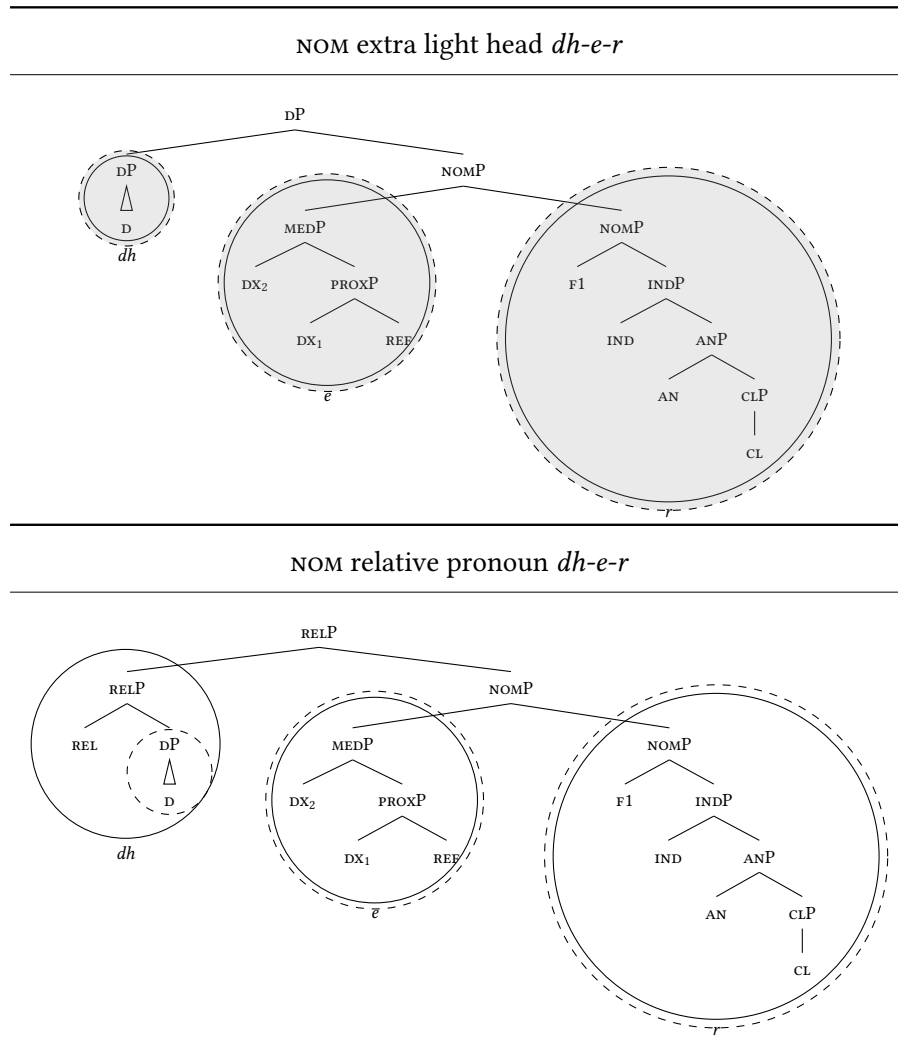 NOM extra light head dh-e-r
DP
DP
NOMP
D
dh
MEDP
NOMP
DX2
PROXP
F1
INDP
DX1
REF
IND
ANP
e
AN
CLP
CL
r
NOM relative pronoun dh-e-r
RELP
RELP
NOMP
REL
DP
MEDP
NOMP
D
DX2
PROXP
F1
INDP
dh
DX1
REF
IND
ANP
e
AN
CLP
CL
r